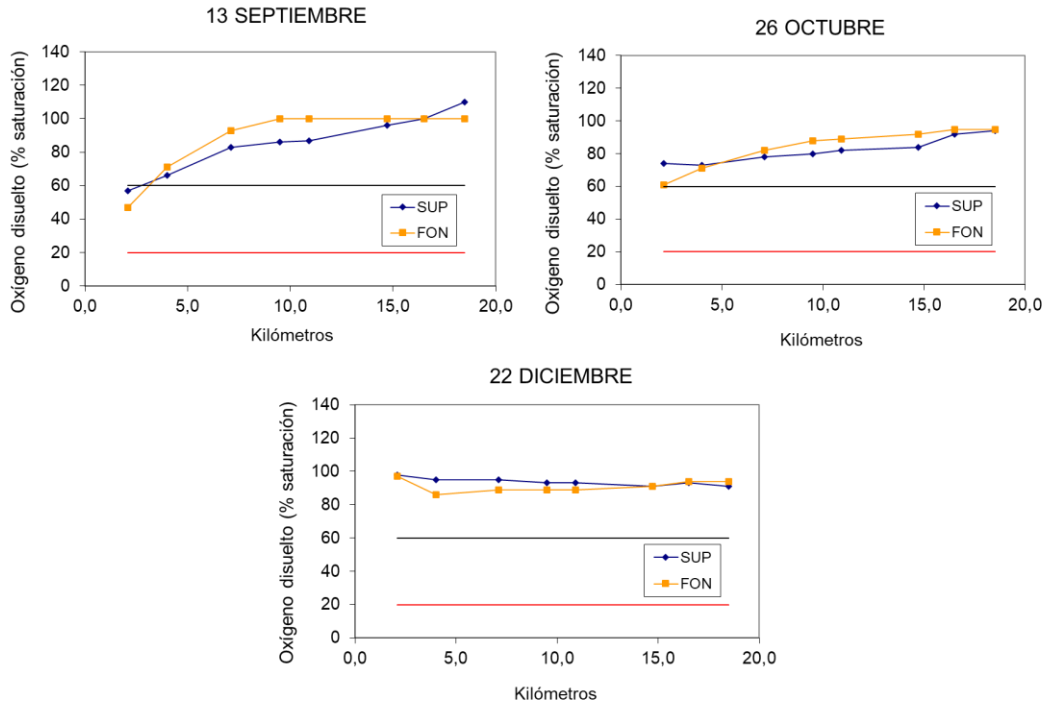 13 SEPTIEMBRE
Oxígeno disuelto (% saturación)
140
120
100
80
60
40
20
0
SUP
FON
0,0 5,0 10,0 15,0 20,0
Kilómetros
26 OCTUBRE
Oxígeno disuelto (% saturación)
140
120
100
80
60
40
20
0
SUP
FON
0,0 5,0 10,0 15,0 20,0
Kilómetros
22 DICIEMBRE
Oxígeno disuelto (% saturación)
140
120
100
80
60
40
20
0
SUP
FON
0,0 5,0 10,0 15,0 20,0
Kilómetros